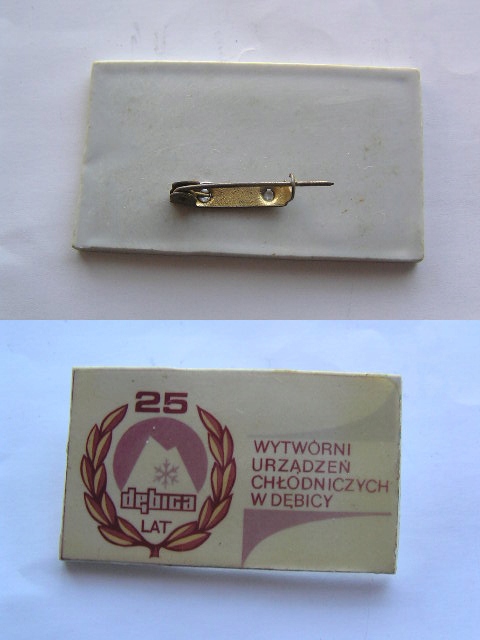 25
dębica
LAT
WYTWÓRNI
URZĄDZEŃ
CHŁODNICZYCH
W DĘBICY